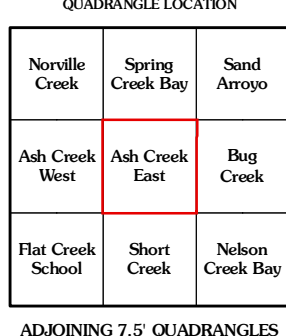 QUADRANGLE LOCATION
Norville Creek
Spring Creek Bay
Sand Arroyo
Ash Creek West
Ash Creek East
Bug Creek
Flat Creek School
Short Creek
Nelson Creek Bay
ADJOINING 7.5' QUADRANGLES